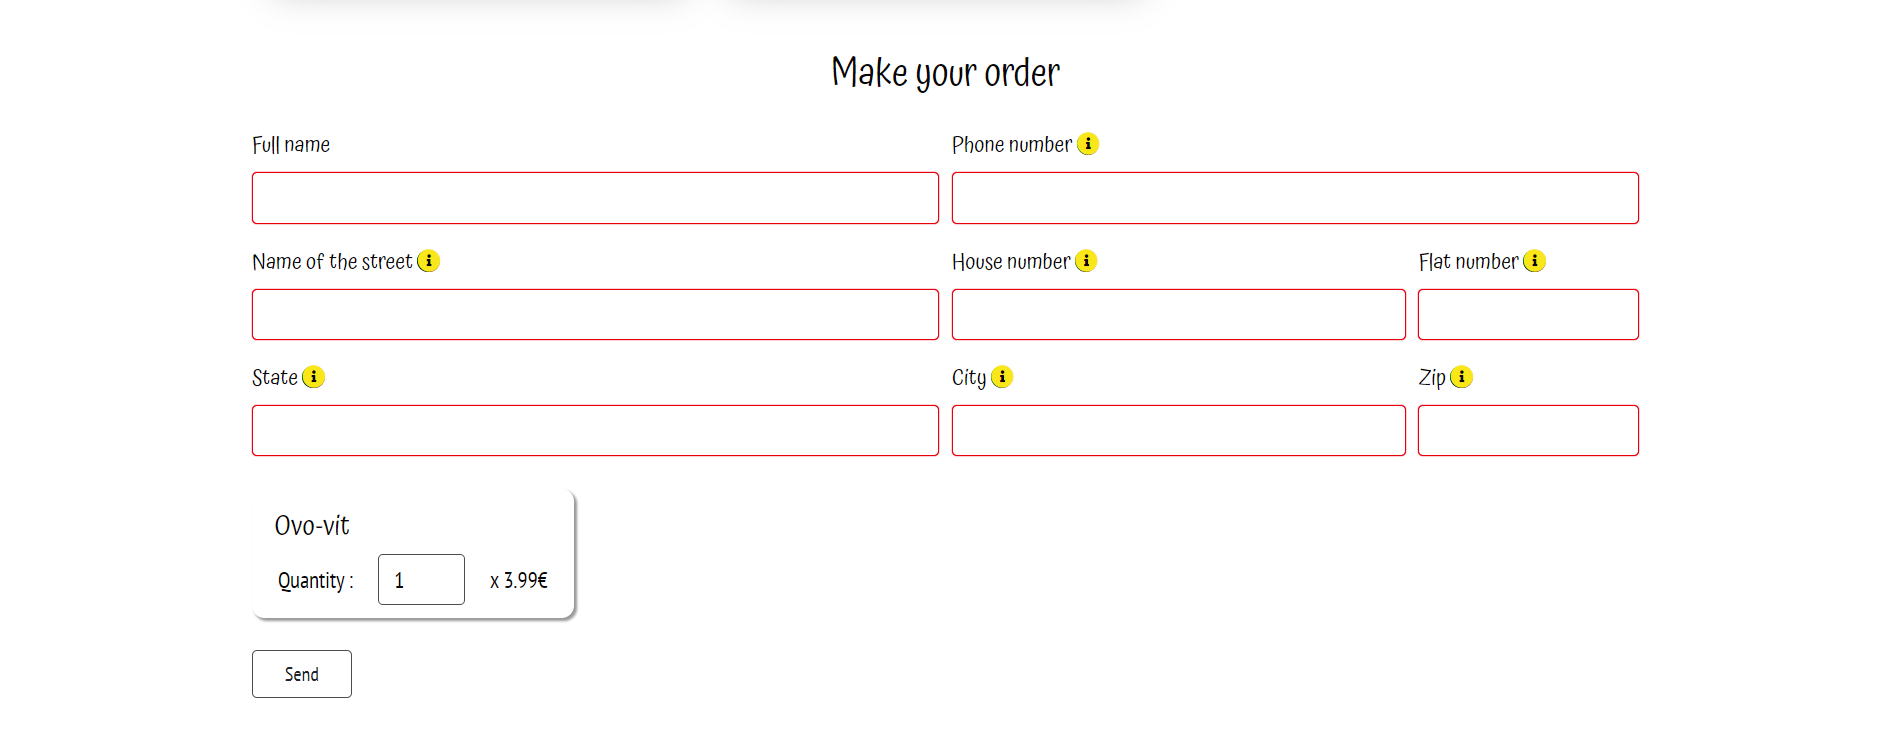 Make your order
Full name
Phone number i
Name of the street i
House number i
Flat number i
State i
City i
Zip i
Ovo-vit
Quantity : 1 x 3.99€
Send